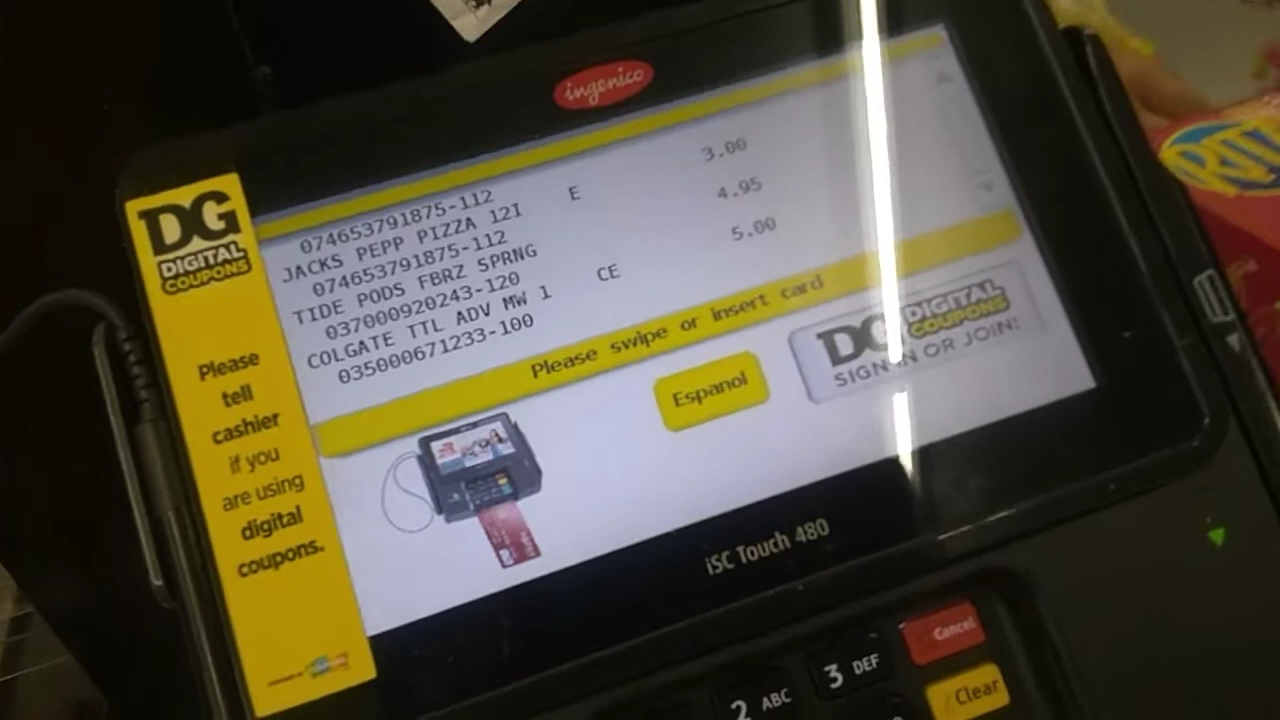 ingenico
074653791875-112
JACKS PEPP PIZZA 12I E 3.00
074653791875-112
TIDE PODS FBRZ SPRNG 4.95
037000920243-120
COLGATE TTL ADV MW 1 CE 5.00
035000671233-100
Please swipe or insert card
Espanol
DG DIGITAL COUPONS
SIGN IN OR JOIN!
DG
DIGITAL
COUPONS
Please
tell
cashier
if you
are using
digital
coupons.
iSC Touch 480
2 ABC
3 DEF
Cancel
Clear